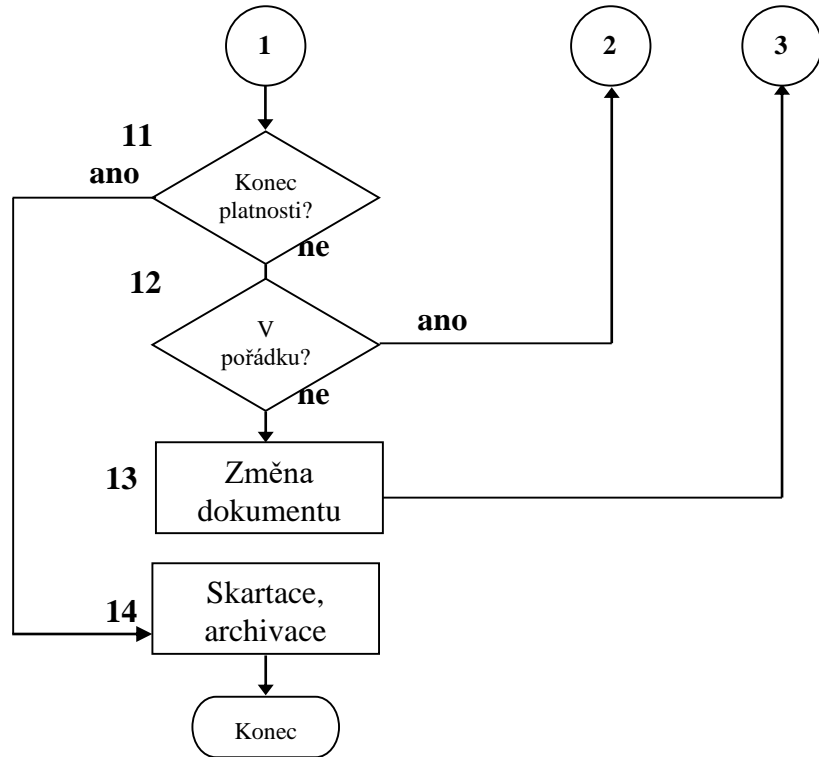 1
2
3
11
ano
Konec
platnosti?
ne
12
V
pořádku?
ano
ne
13
Změna
dokumentu
14
Skartace,
archivace
Konec